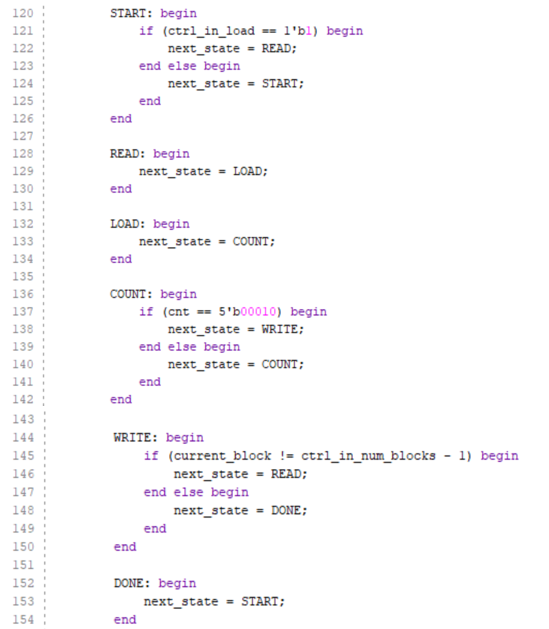 120 START: begin
121 if (ctrl_in_load == 1'b1) begin
122 next_state = READ;
123 end else begin
124 next_state = START;
125 end
126 end
127
128 READ: begin
129 next_state = LOAD;
130 end
131
132 LOAD: begin
133 next_state = COUNT;
134 end
135
136 COUNT: begin
137 if (cnt == 5'b00010) begin
138 next_state = WRITE;
139 end else begin
140 next_state = COUNT;
141 end
142 end
143
144 WRITE: begin
145 if (current_block != ctrl_in_num_blocks - 1) begin
146 next_state = READ;
147 end else begin
148 next_state = DONE;
149 end
150 end
151
152 DONE: begin
153 next_state = START;
154 end